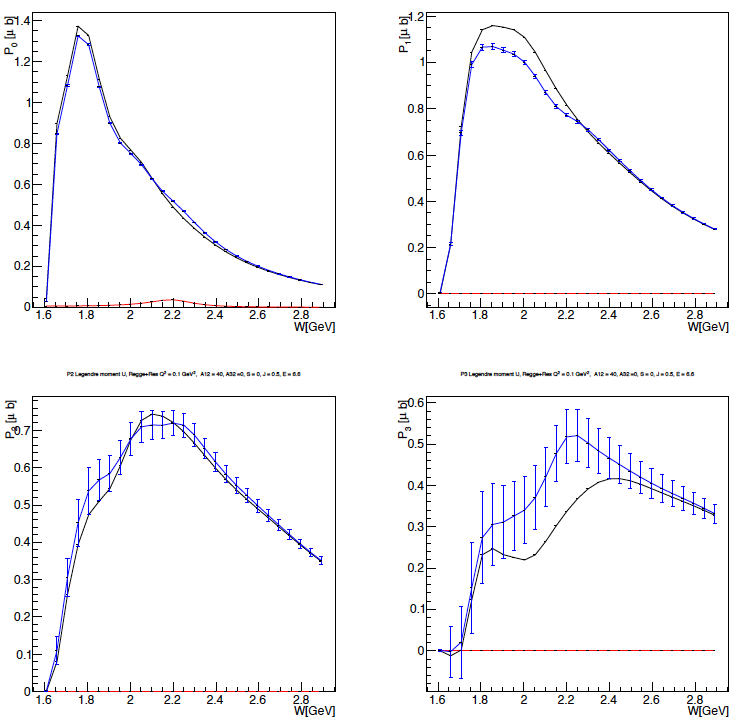 P0 [μ b]
1.4
1.2
1
0.8
0.6
0.4
0.2
0
1.6 1.8 2 2.2 2.4 2.6 2.8
W[GeV]
P1 [μ b]
1.2
1
0.8
0.6
0.4
0.2
0
1.6 1.8 2 2.2 2.4 2.6 2.8
W[GeV]
P2 Legendre moment U, Regge+Res Q² = 0.1 GeV², A12 = 40, A32 =0, S = 0, J = 0.5, E = 6.6
[μ b]
0.7
0.6
0.5
0.4
0.3
0.2
0.1
0
1.6 1.8 2 2.2 2.4 2.6 2.8
W[GeV]
P3 Legendre moment U, Regge+Res Q² = 0.1 GeV², A12 = 40, A32 =0, S = 0, J = 0.5, E = 6.6
P3 [μ b]
0.6
0.5
0.4
0.3
0.2
0.1
0
1.6 1.8 2 2.2 2.4 2.6 2.8
W[GeV]